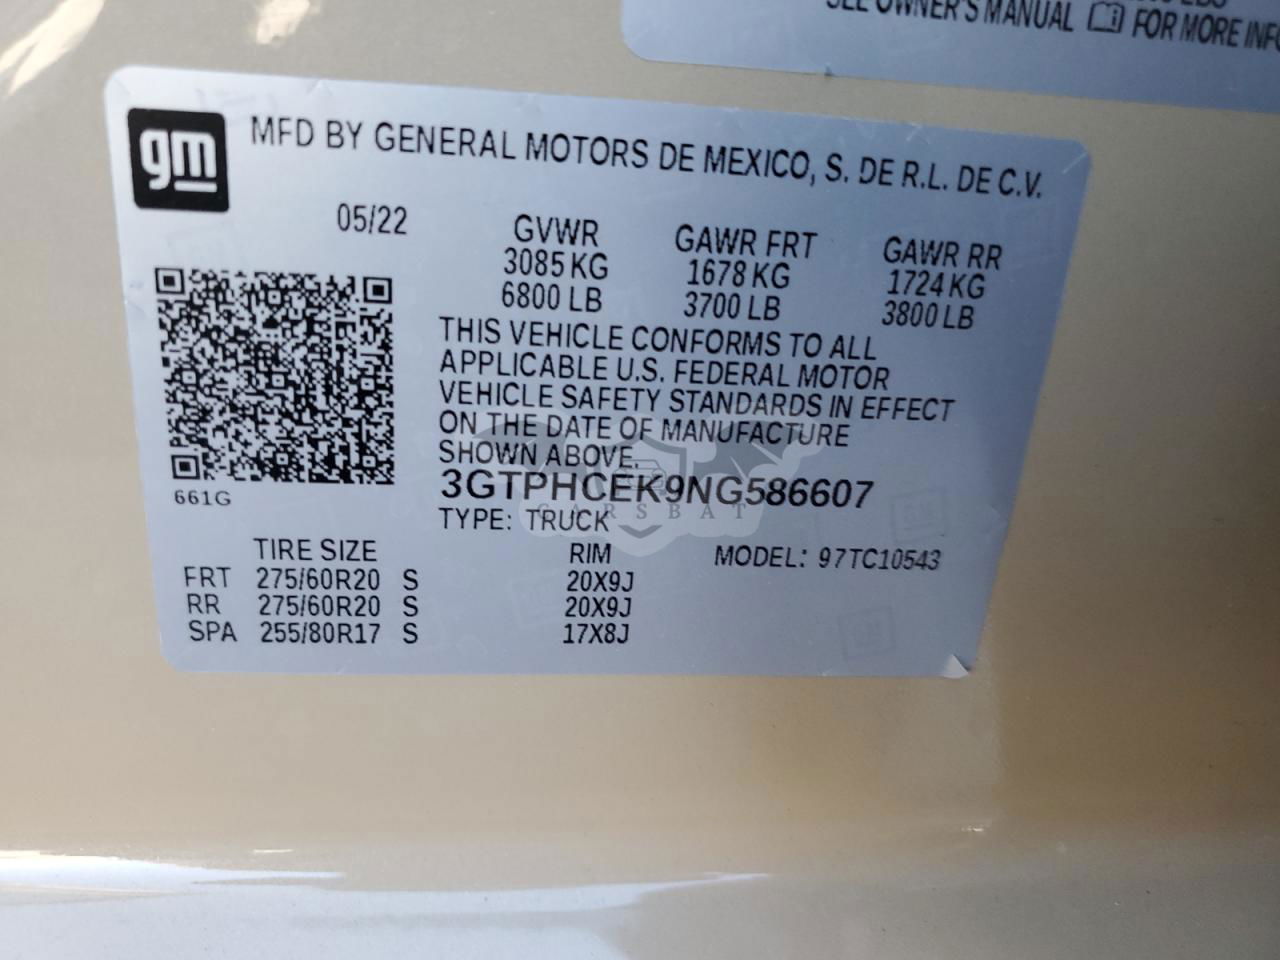 SEE OWNER'S MANUAL FOR MORE INFO
gm
MFD BY GENERAL MOTORS DE MEXICO, S. DE R.L. DE C.V.
05/22 GVWR GAWR FRT GAWR RR
3085 KG 1678 KG 1724 KG
6800 LB 3700 LB 3800 LB
THIS VEHICLE CONFORMS TO ALL
APPLICABLE U.S. FEDERAL MOTOR
VEHICLE SAFETY STANDARDS IN EFFECT
ON THE DATE OF MANUFACTURE
SHOWN ABOVE.
661G
3GTPHCEK9NG586607
CARSBAT
TYPE: TRUCK
TIRE SIZE RIM MODEL: 97TC10543
FRT 275/60R20 S 20X9J
RR 275/60R20 S 20X9J
SPA 255/80R17 S 17X8J